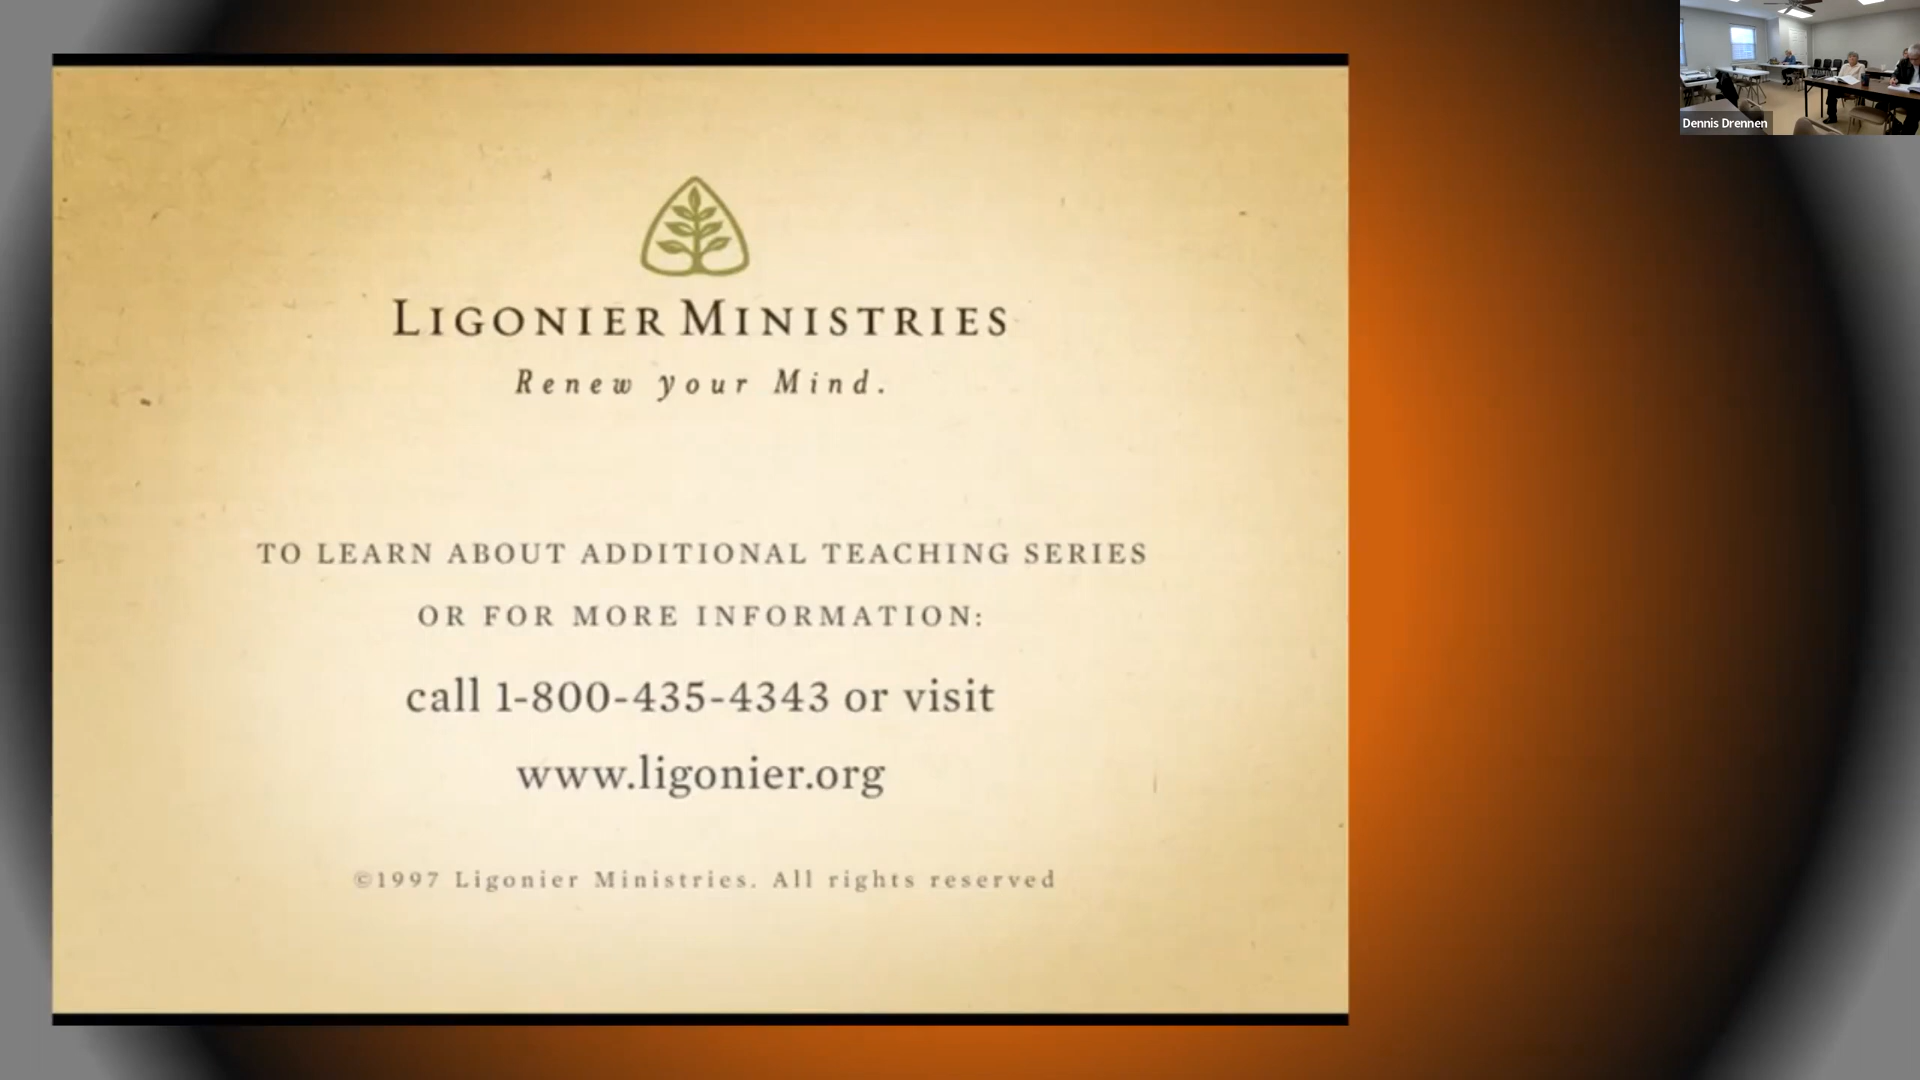 Dennis Drennen
LIGONIER MINISTRIES
Renew your Mind.
TO LEARN ABOUT ADDITIONAL TEACHING SERIES
OR FOR MORE INFORMATION:
call 1-800-435-4343 or visit
www.ligonier.org
©1997 Ligonier Ministries. All rights reserved